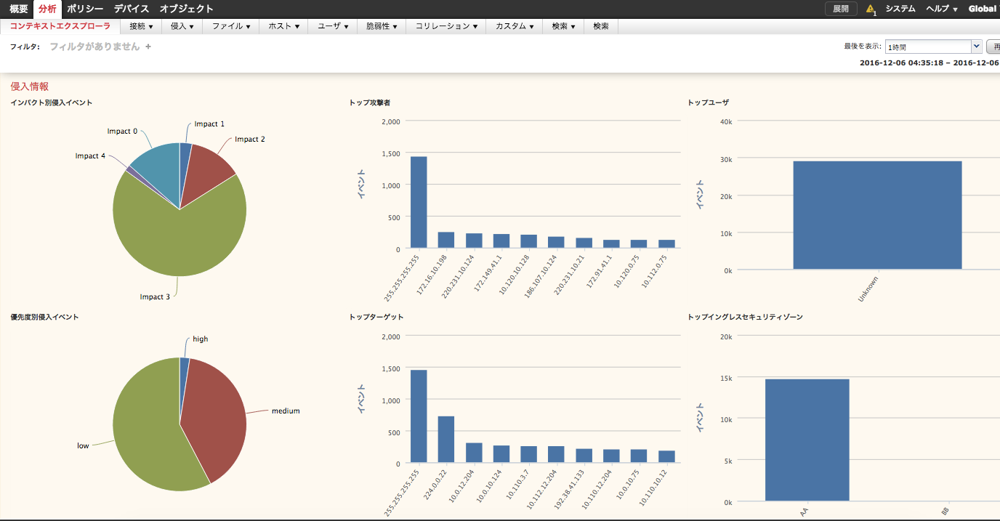 概要 分析 ポリシー デバイス オブジェクト 展開 1 システム ヘルプ ▼ Global
コンテキストエクスプローラ 接続 ▼ 侵入 ▼ ファイル ▼ ホスト ▼ ユーザ ▼ 脆弱性 ▼ コリレーション ▼ カスタム ▼ 検索 ▼ 検索
フィルタ: フィルタがありません + 最後を表示: 1時間 再
2016-12-06 04:35:18 – 2016-12-06
侵入情報
インパクト別侵入イベント
Impact 1
Impact 0
Impact 2
Impact 4
Impact 3
トップ攻撃者
2,000
1,500
1,000
500
0
イベント
255.255.255.255
172.16.10.198
220.231.10.124
172.149.41.1
10.120.10.128
186.107.10.124
220.231.10.21
172.91.41.1
10.120.0.75
10.112.0.75
トップユーザ
40k
30k
20k
10k
0k
イベント
Unknown
優先度別侵入イベント
high
medium
low
トップターゲット
2,000
1,500
1,000
500
0
イベント
255.255.255.255
224.0.0.22
10.0.12.204
10.0.10.124
10.110.3.7
10.112.12.204
192.38.41.133
10.110.12.204
10.0.10.75
10.110.10.12
トップイングレスセキュリティゾーン
20k
15k
10k
5k
0k
イベント
AA
BB